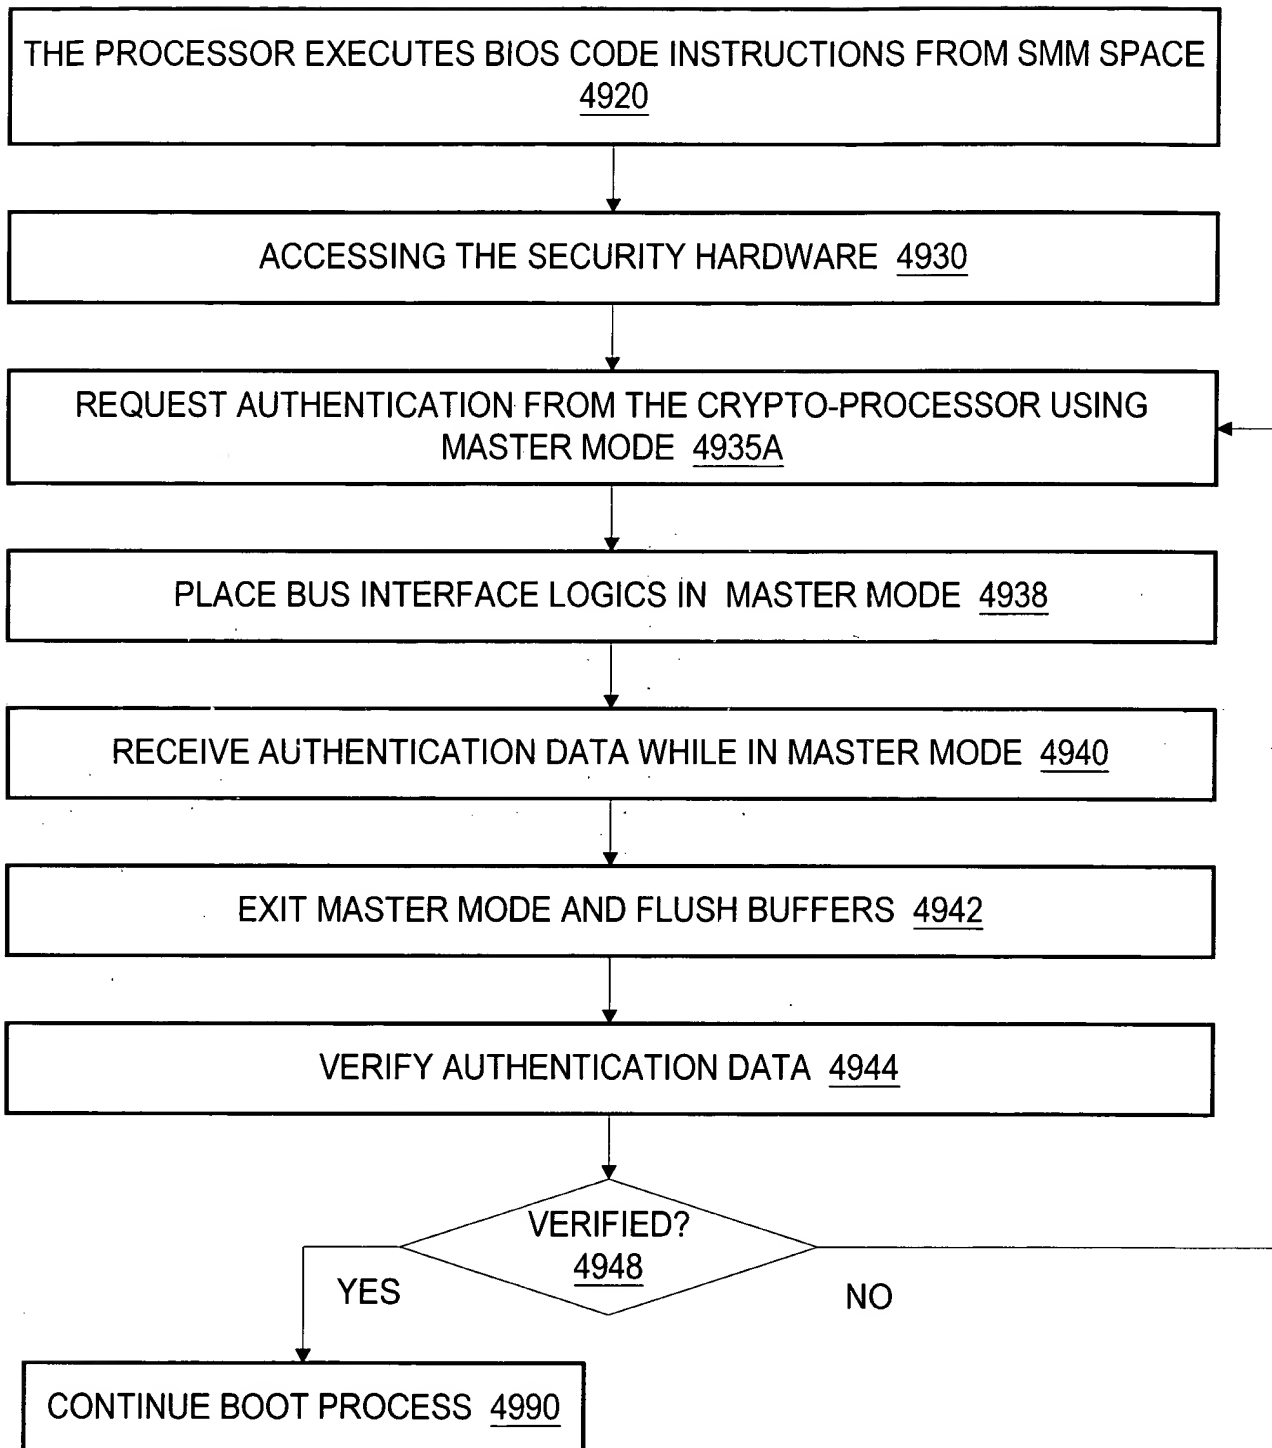 THE PROCESSOR EXECUTES BIOS CODE INSTRUCTIONS FROM SMM SPACE
4920
ACCESSING THE SECURITY HARDWARE 4930
REQUEST AUTHENTICATION FROM THE CRYPTO-PROCESSOR USING
MASTER MODE 4935A
PLACE BUS INTERFACE LOGICS IN MASTER MODE 4938
RECEIVE AUTHENTICATION DATA WHILE IN MASTER MODE 4940
EXIT MASTER MODE AND FLUSH BUFFERS 4942
VERIFY AUTHENTICATION DATA 4944
VERIFIED?
4948
YES
NO
CONTINUE BOOT PROCESS 4990